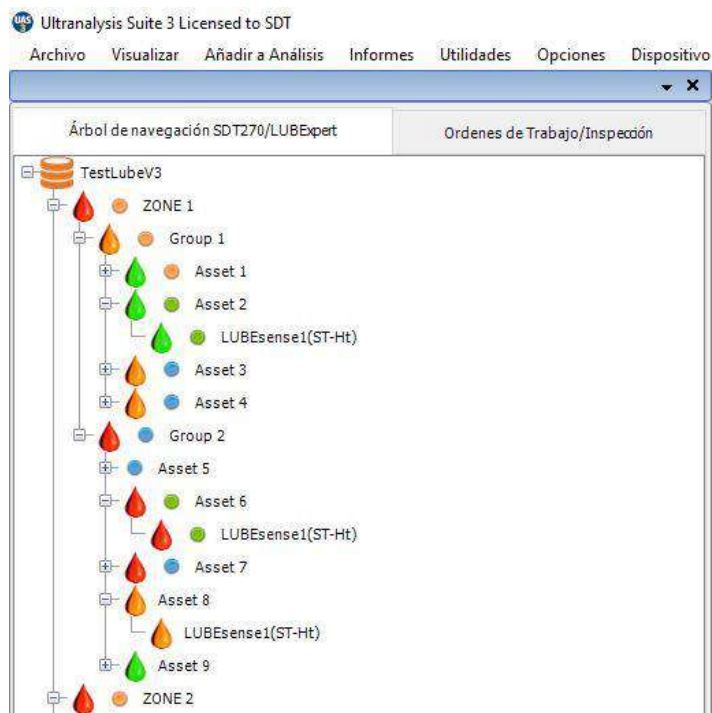 UAS 3 Ultranalysis Suite 3 Licensed to SDT
Archivo Visualizar Añadir a Análisis Informes Utilidades Opciones Dispositivo
Árbol de navegación SDT270/LUBExpert Ordenes de Trabajo/Inspección
TestLubeV3
ZONE 1
Group 1
Asset 1
Asset 2
LUBEsense1(ST-Ht)
Asset 3
Asset 4
Group 2
Asset 5
Asset 6
LUBEsense1(ST-Ht)
Asset 7
Asset 8
LUBEsense1(ST-Ht)
Asset 9
ZONE 2